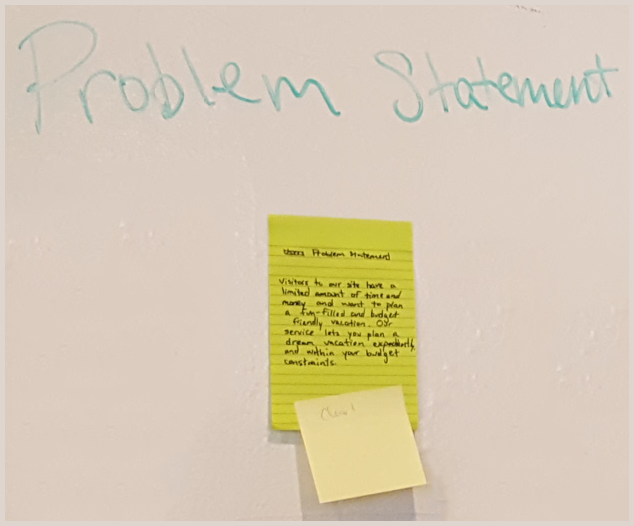 Problem Statement
Users Problem Statement
Visitors to our site have a
limited amount of time and
money and want to plan
a fun-filled and budget
friendly vacation. Our
service lets you plan a
dream vacation expediently
and within your budget
constraints.